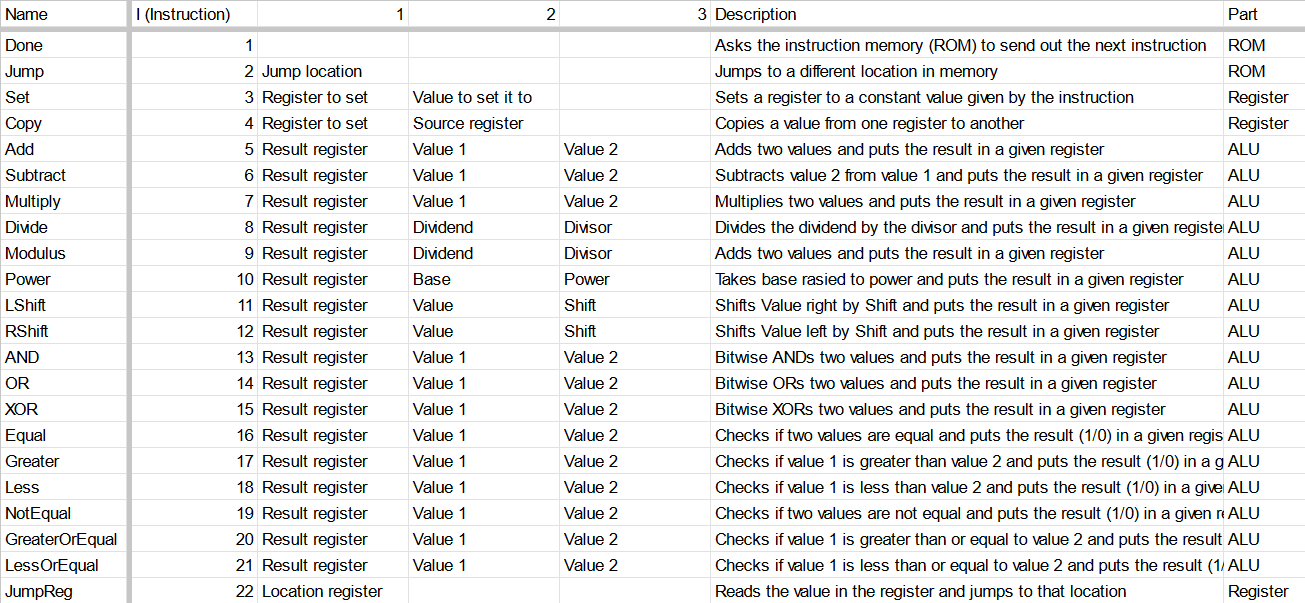 Name I (Instruction) 1 2 3 Description Part
Done 1 Asks the instruction memory (ROM) to send out the next instruction ROM
Jump 2 Jump location Jumps to a different location in memory ROM
Set 3 Register to set Value to set it to Sets a register to a constant value given by the instruction Register
Copy 4 Register to set Source register Copies a value from one register to another Register
Add 5 Result register Value 1 Value 2 Adds two values and puts the result in a given register ALU
Subtract 6 Result register Value 1 Value 2 Subtracts value 2 from value 1 and puts the result in a given register ALU
Multiply 7 Result register Value 1 Value 2 Multiplies two values and puts the result in a given register ALU
Divide 8 Result register Dividend Divisor Divides the dividend by the divisor and puts the result in a given registe ALU
Modulus 9 Result register Dividend Divisor Adds two values and puts the result in a given register ALU
Power 10 Result register Base Power Takes base rasied to power and puts the result in a given register ALU
LShift 11 Result register Value Shift Shifts Value right by Shift and puts the result in a given register ALU
RShift 12 Result register Value Shift Shifts Value left by Shift and puts the result in a given register ALU
AND 13 Result register Value 1 Value 2 Bitwise ANDs two values and puts the result in a given register ALU
OR 14 Result register Value 1 Value 2 Bitwise ORs two values and puts the result in a given register ALU
XOR 15 Result register Value 1 Value 2 Bitwise XORs two values and puts the result in a given register ALU
Equal 16 Result register Value 1 Value 2 Checks if two values are equal and puts the result (1/0) in a given regis ALU
Greater 17 Result register Value 1 Value 2 Checks if value 1 is greater than value 2 and puts the result (1/0) in a g ALU
Less 18 Result register Value 1 Value 2 Checks if value 1 is less than value 2 and puts the result (1/0) in a give ALU
NotEqual 19 Result register Value 1 Value 2 Checks if two values are not equal and puts the result (1/0) in a given r ALU
GreaterOrEqual 20 Result register Value 1 Value 2 Checks if value 1 is greater than or equal to value 2 and puts the result ALU
LessOrEqual 21 Result register Value 1 Value 2 Checks if value 1 is less than or equal to value 2 and puts the result (1/ ALU
JumpReg 22 Location register Reads the value in the register and jumps to that location Register